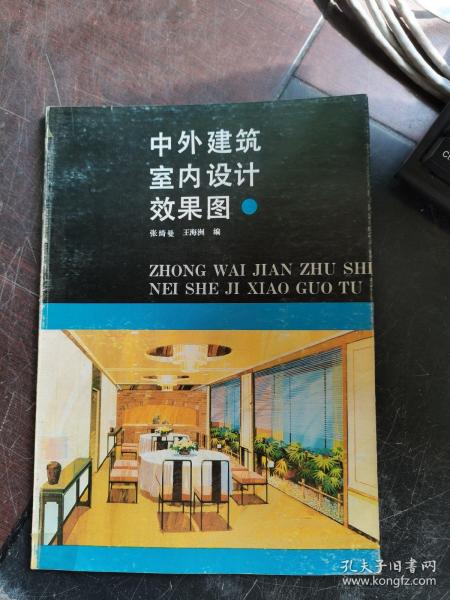 中外建筑
室内设计
效果图
张绮曼 王海洲 编
ZHONG WAI JIAN ZHU SHI
NEI SHE JI XIAO GUO TU
孔夫子旧书网
www.kongfz.com